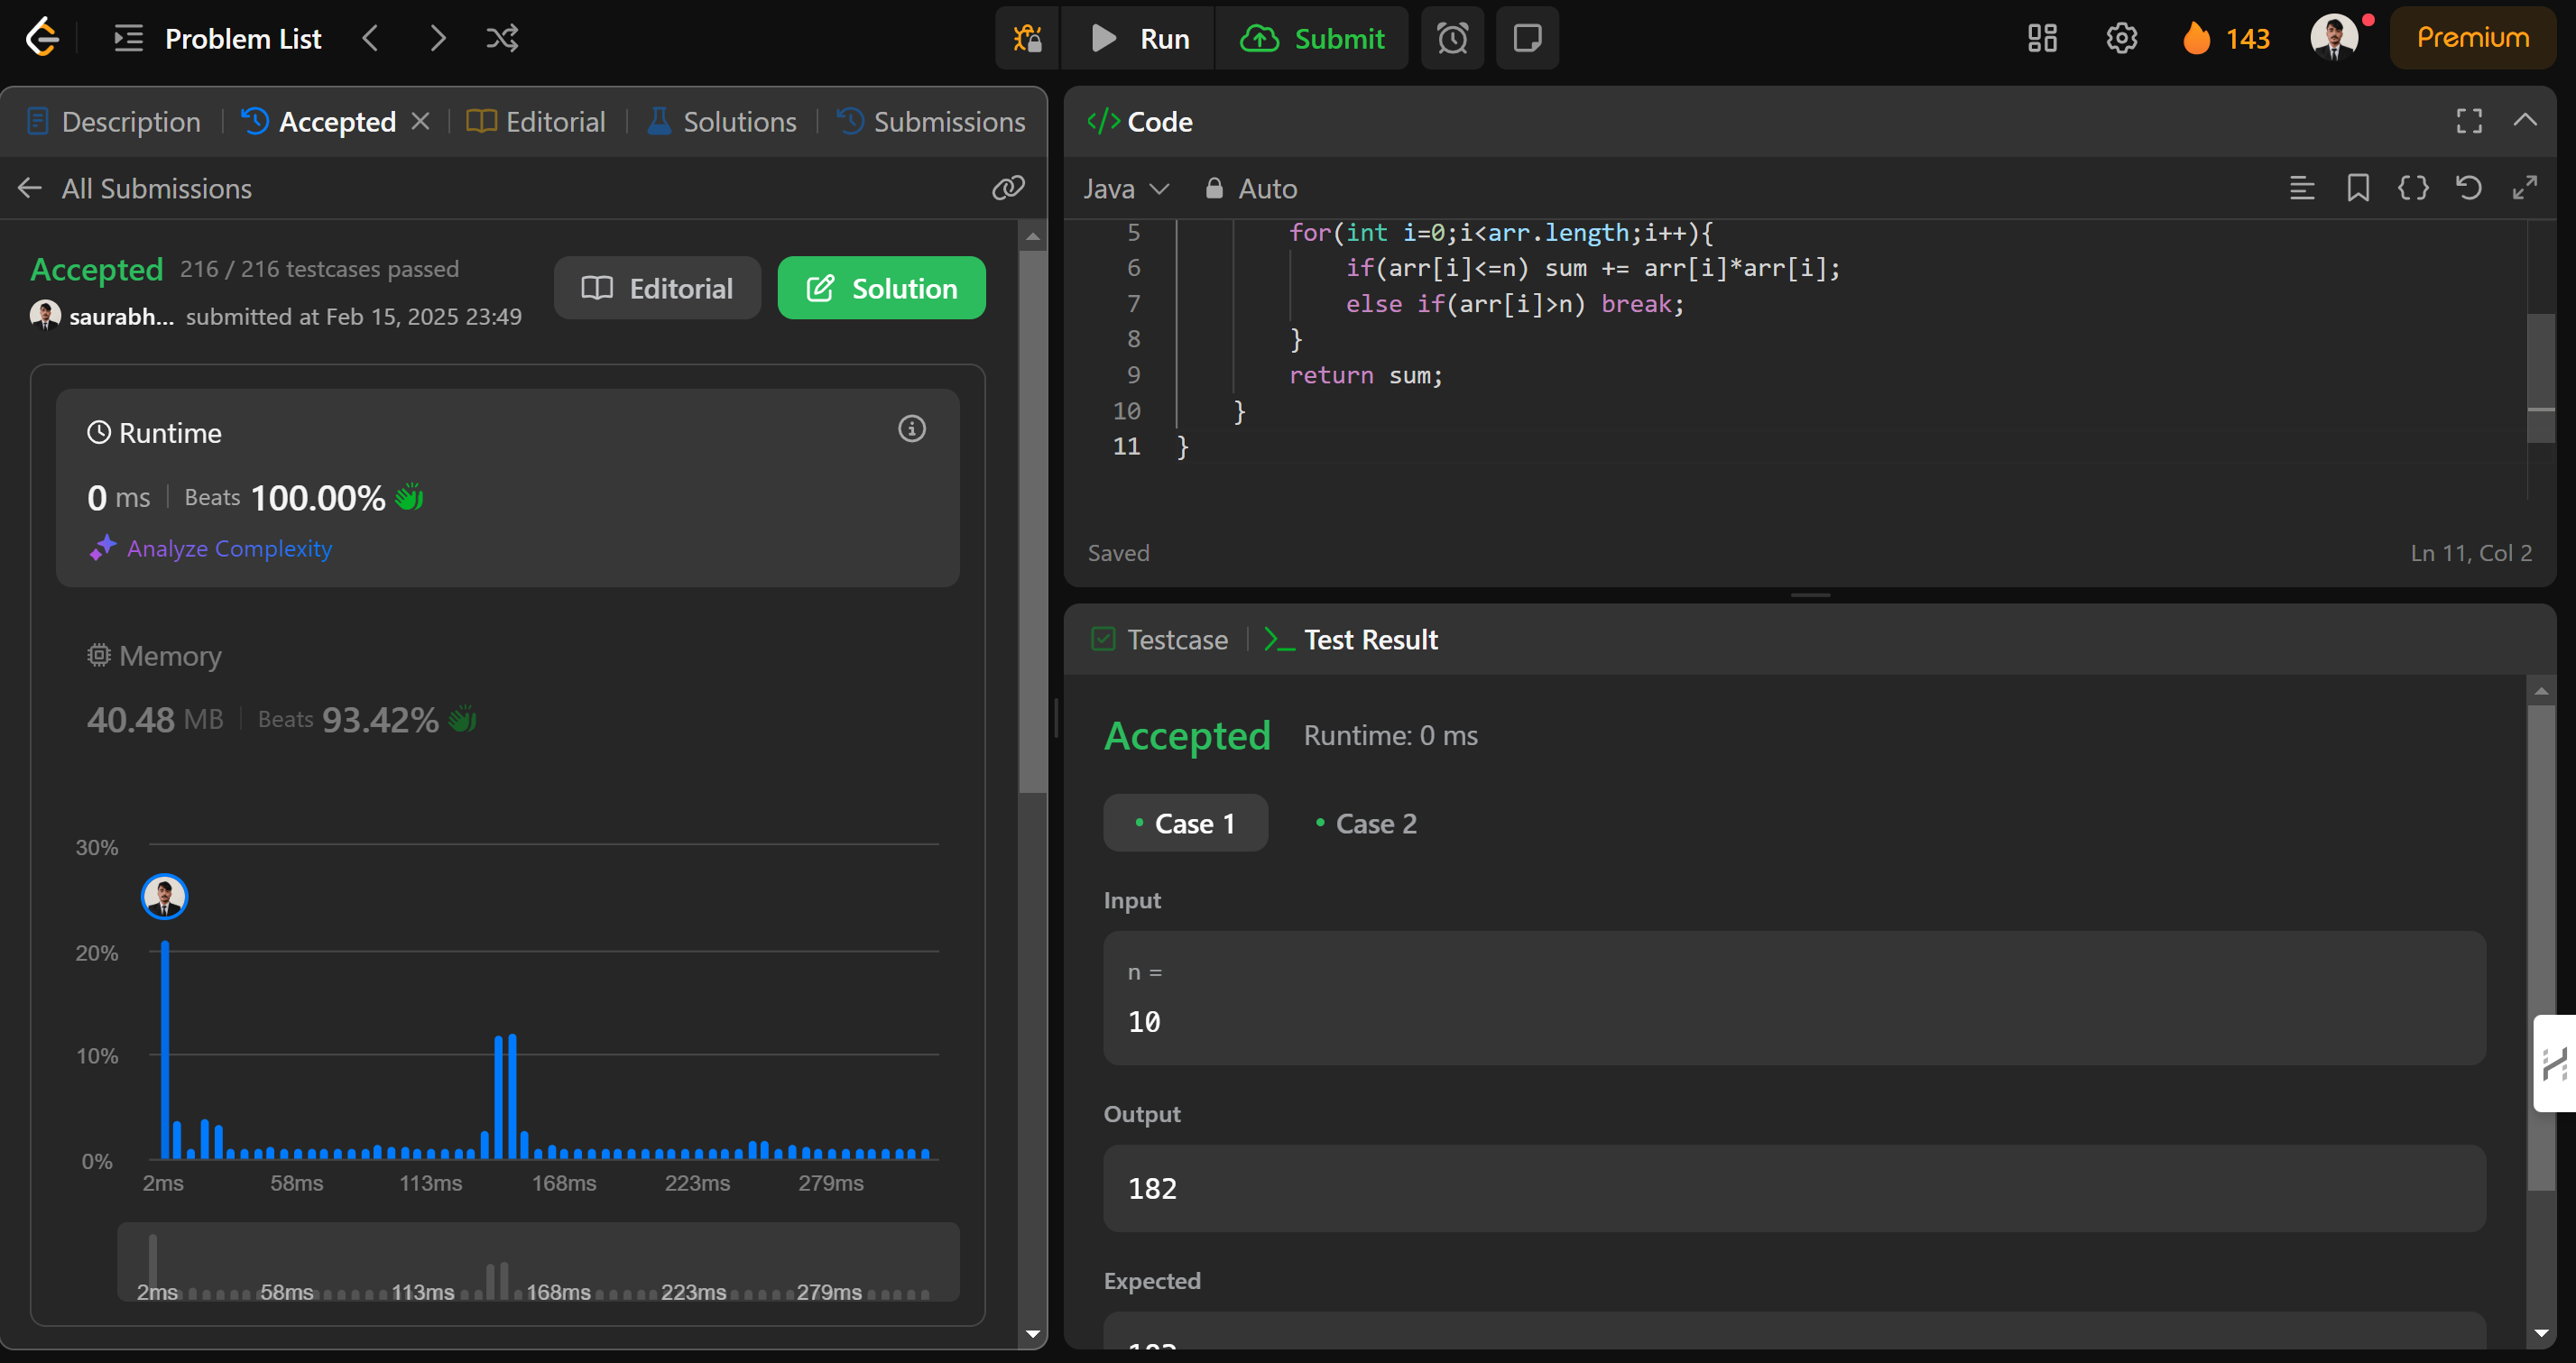 Problem List
Run
Submit
143
Premium
Description
Accepted
Editorial
Solutions
Submissions
All Submissions
Accepted 216 / 216 testcases passed
saurabh... submitted at Feb 15, 2025 23:49
Editorial
Solution
Runtime
0 ms Beats 100.00%
Analyze Complexity
Memory
40.48 MB Beats 93.42%
30%
20%
10%
0%
2ms 58ms 113ms 168ms 223ms 279ms
2ms 58ms 113ms 168ms 223ms 279ms
</> Code
Java Auto
5 for(int i=0;i<arr.length;i++){
6 if(arr[i]<=n) sum += arr[i]*arr[i];
7 else if(arr[i]>n) break;
8 }
9 return sum;
10 }
11 }
Saved
Ln 11, Col 2
Testcase
Test Result
Accepted Runtime: 0 ms
Case 1
Case 2
Input
n =
10
Output
182
Expected